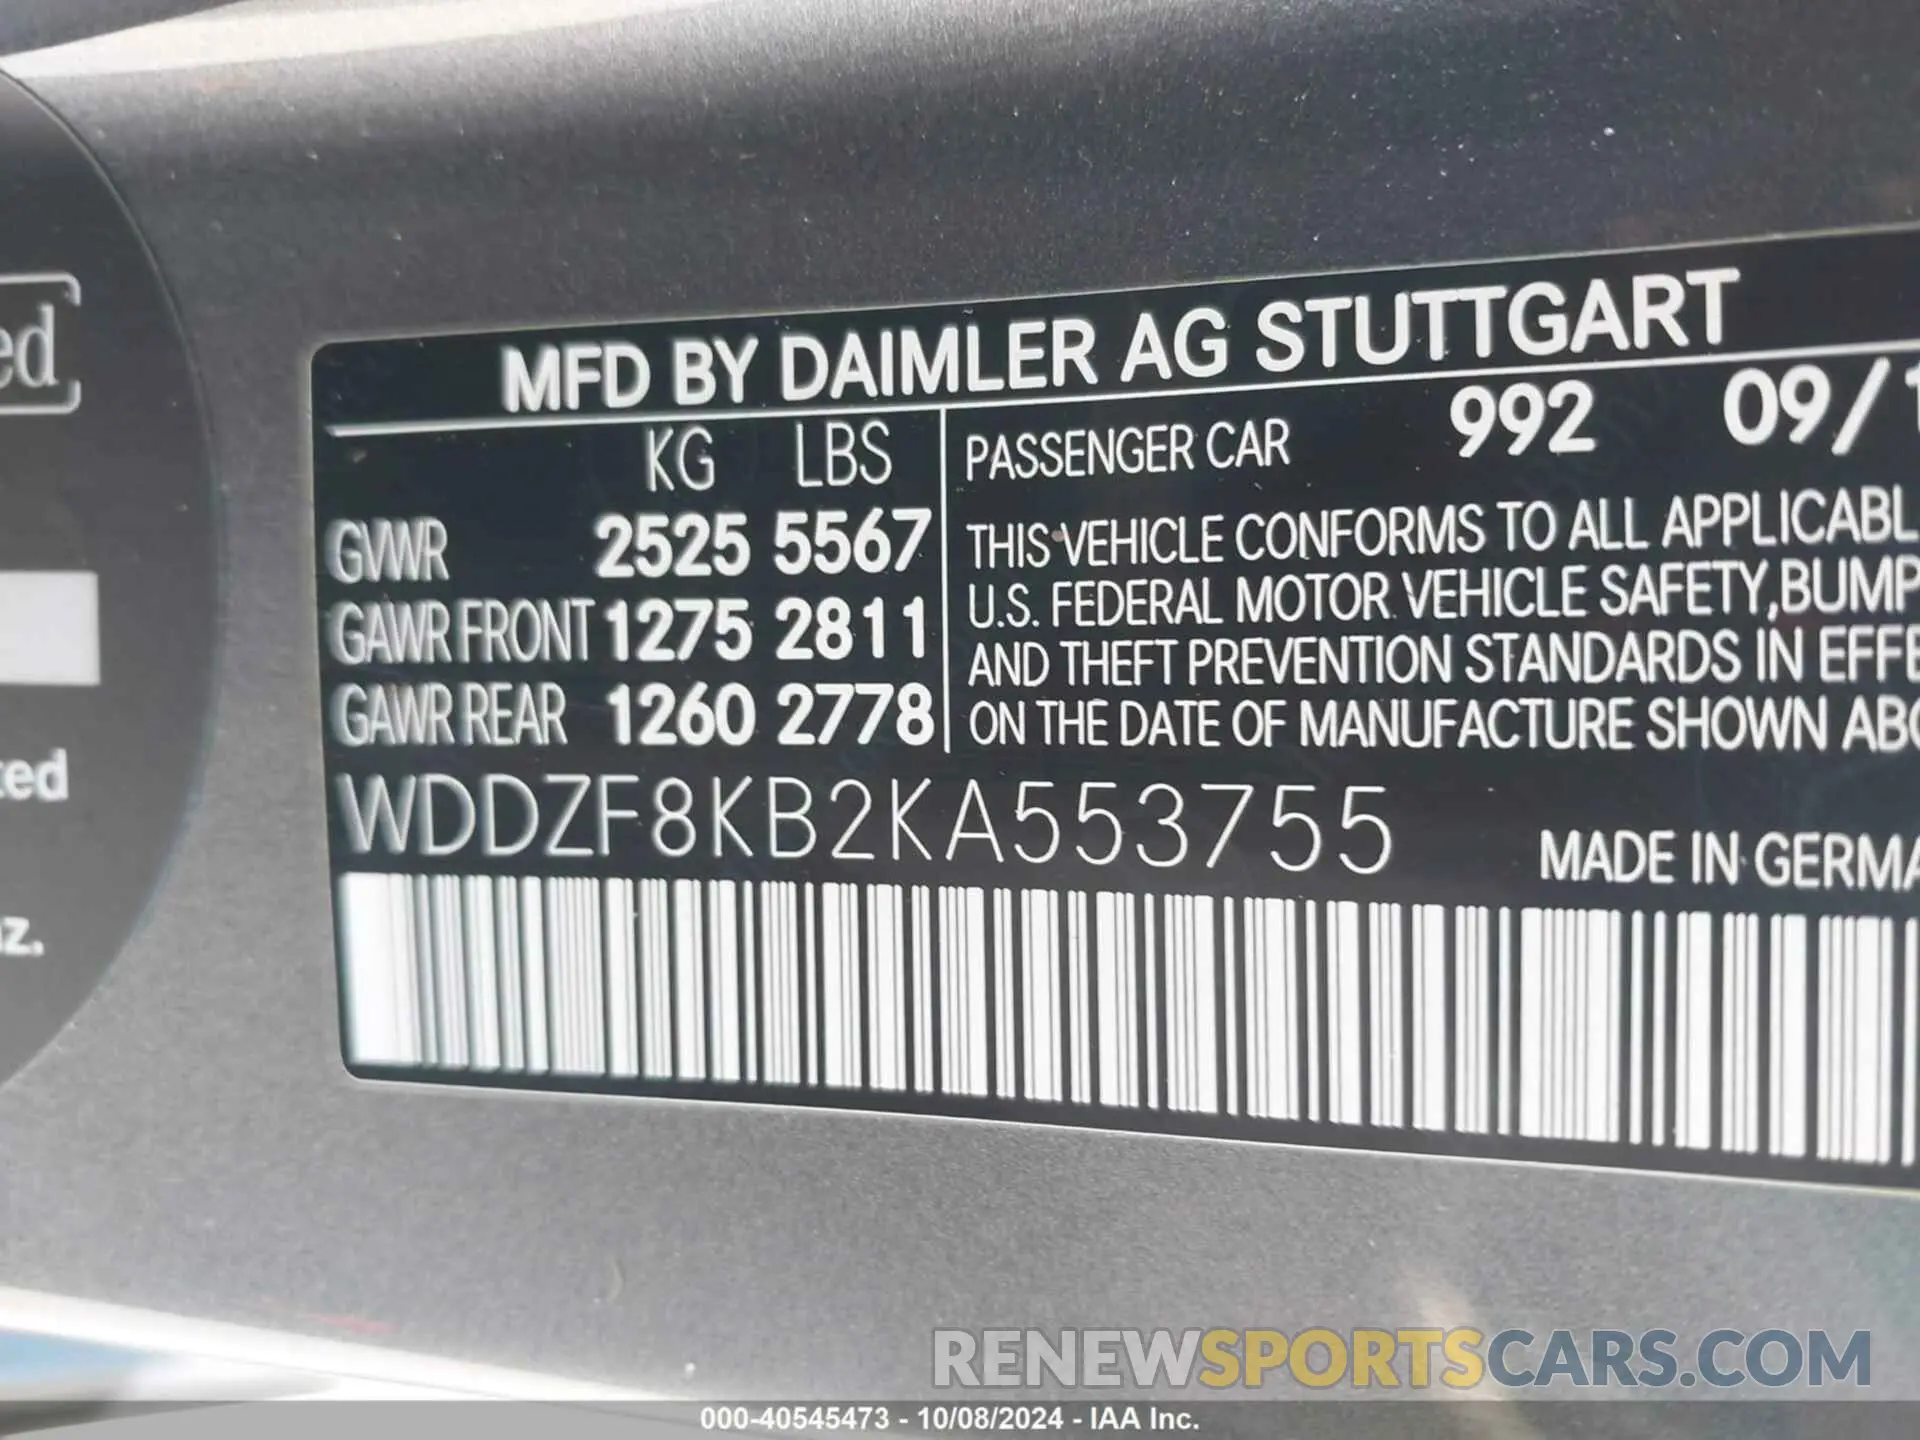 MFD BY DAIMLER AG STUTTGART
KG LBS
GVWR 2525 5567
GAWR FRONT 1275 2811
GAWR REAR 1260 2778
PASSENGER CAR 992 09/1
THIS VEHICLE CONFORMS TO ALL APPLICABL
U.S. FEDERAL MOTOR VEHICLE SAFETY, BUMP
AND THEFT PREVENTION STANDARDS IN EFFE
ON THE DATE OF MANUFACTURE SHOWN ABO
WDDZF8KB2KA553755
MADE IN GERMA
ed
ted
z.
RENEWSPORTSCARS.COM
000-40545473 - 10/08/2024 - IAA Inc.